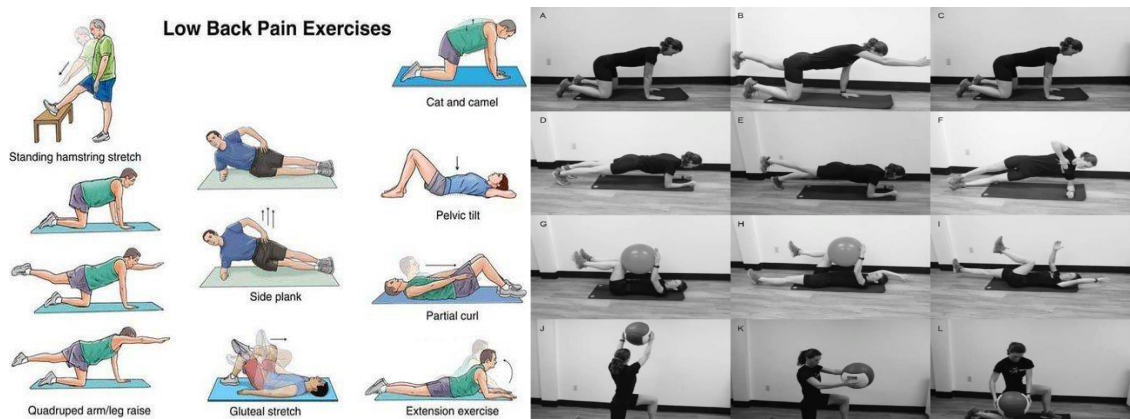 Low Back Pain Exercises
Standing hamstring stretch
Cat and camel
Pelvic tilt
Side plank
Partial curl
Quadruped arm/leg raise
Gluteal stretch
Extension exercise
A
B
C
D
E
F
G
H
I
J
K
L